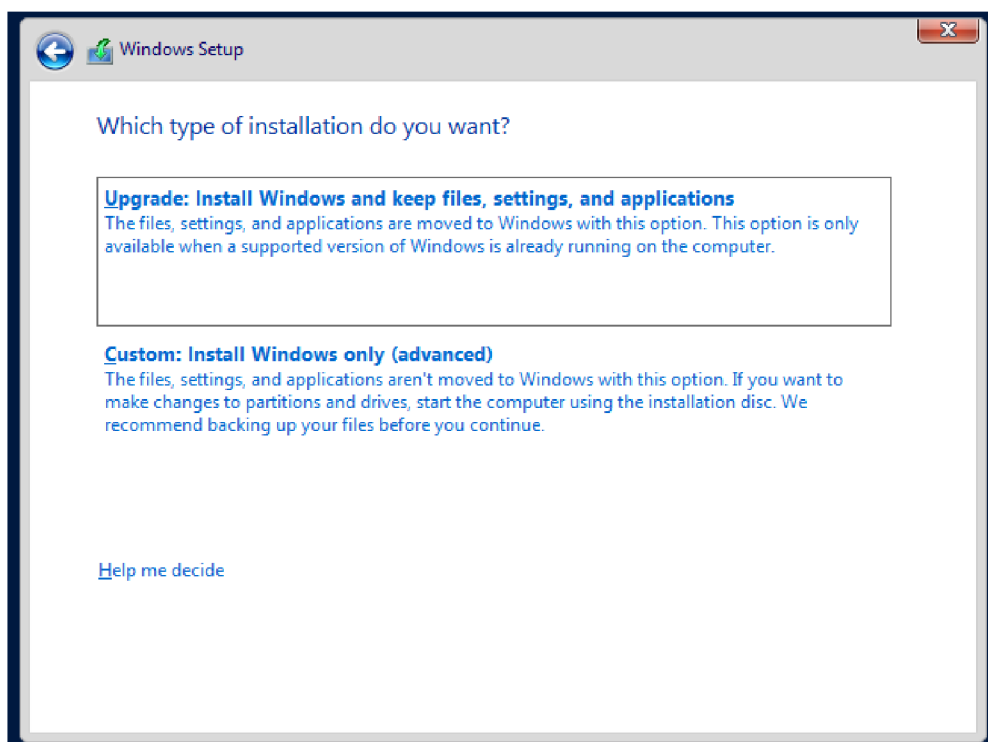 Windows Setup
Which type of installation do you want?
Upgrade: Install Windows and keep files, settings, and applications
The files, settings, and applications are moved to Windows with this option. This option is only
available when a supported version of Windows is already running on the computer.
Custom: Install Windows only (advanced)
The files, settings, and applications aren't moved to Windows with this option. If you want to
make changes to partitions and drives, start the computer using the installation disc. We
recommend backing up your files before you continue.
Help me decide